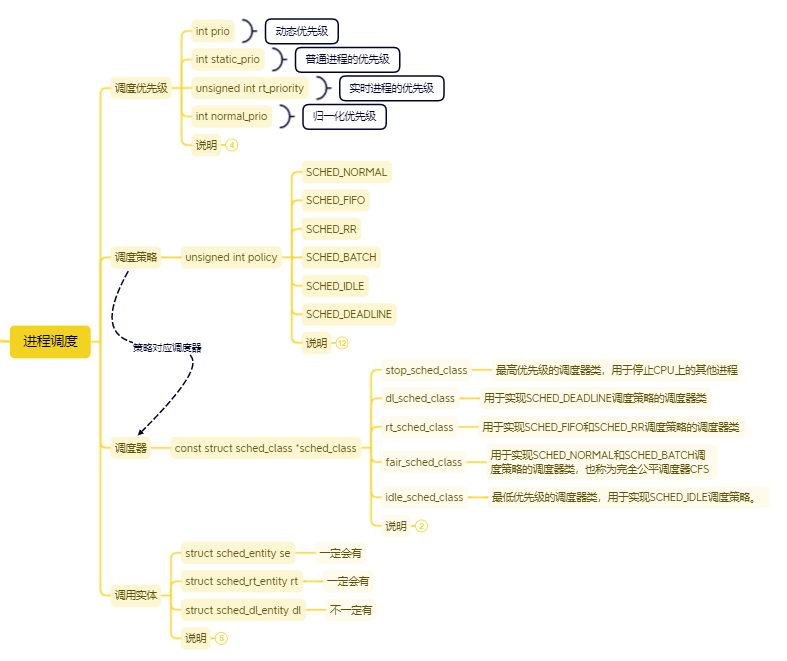 进程调度
调度优先级
int prio
动态优先级
int static_prio
普通进程的优先级
unsigned int rt_priority
实时进程的优先级
int normal_prio
归一化优先级
说明
4
调度策略
unsigned int policy
SCHED_NORMAL
SCHED_FIFO
SCHED_RR
SCHED_BATCH
SCHED_IDLE
SCHED_DEADLINE
说明
12
策略对应调度器
调度器
const struct sched_class *sched_class
stop_sched_class
最高优先级的调度器类，用于停止CPU上的其他进程
dl_sched_class
用于实现SCHED_DEADLINE调度策略的调度器类
rt_sched_class
用于实现SCHED_FIFO和SCHED_RR调度策略的调度器类
fair_sched_class
用于实现SCHED_NORMAL和SCHED_BATCH调
度策略的调度器类，也称为完全公平调度器CFS
idle_sched_class
最低优先级的调度器类，用于实现SCHED_IDLE调度策略。
说明
2
调用实体
struct sched_entity se
一定会有
struct sched_rt_entity rt
一定会有
struct sched_dl_entity dl
不一定有
说明
5